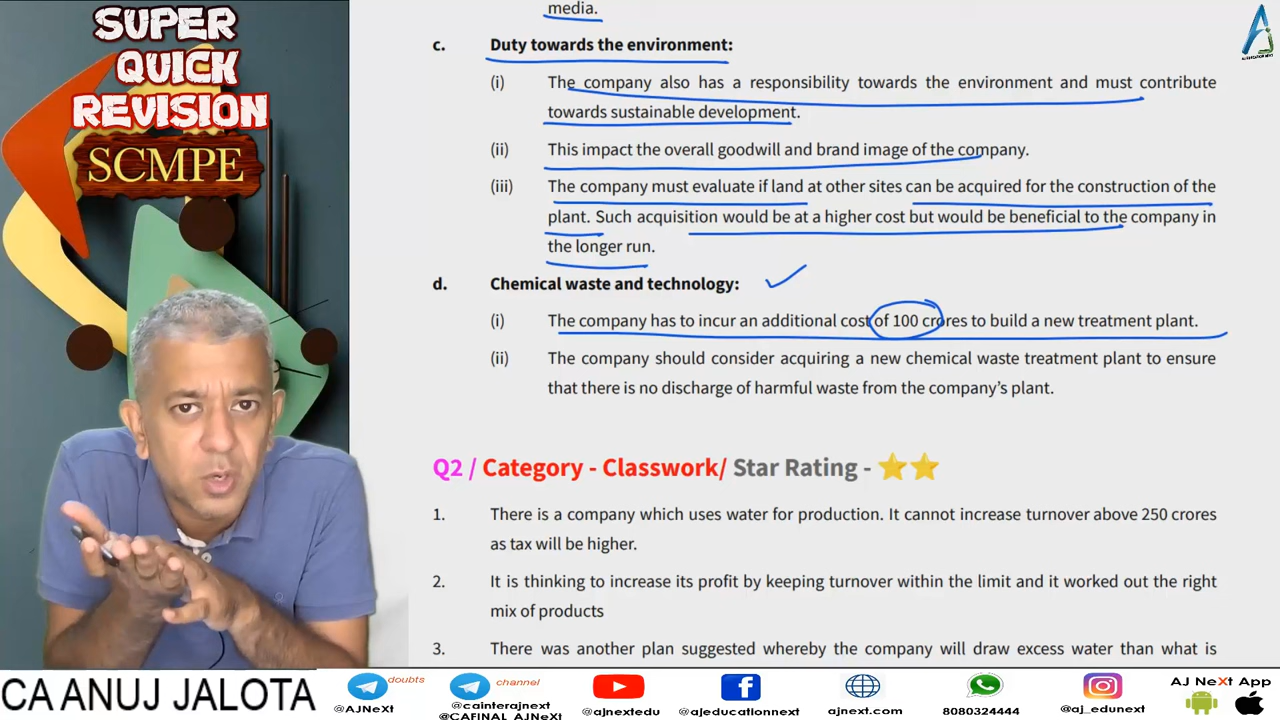 SUPER
QUICK
REVISION
SCMPE
media.
c. Duty towards the environment:
(i) The company also has a responsibility towards the environment and must contribute
towards sustainable development.
(ii) This impact the overall goodwill and brand image of the company.
(iii) The company must evaluate if land at other sites can be acquired for the construction of the
plant. Such acquisition would be at a higher cost but would be beneficial to the company in
the longer run.
d. Chemical waste and technology:
(i) The company has to incur an additional cost of 100 crores to build a new treatment plant.
(ii) The company should consider acquiring a new chemical waste treatment plant to ensure
that there is no discharge of harmful waste from the company's plant.
Q2 / Category - Classwork/ Star Rating - ⭐⭐
1. There is a company which uses water for production. It cannot increase turnover above 250 crores
as tax will be higher.
2. It is thinking to increase its profit by keeping turnover within the limit and it worked out the right
mix of products
3. There was another plan suggested whereby the company will draw excess water than what is
CA ANUJ JALOTA
doubts
@AJNeXt
channel
@cainterajnext
@CAFINAL_AJNeXt
@ajnextedu
@ajeducationnext
ajnext.com
8080324444
@aj_edunext
AJ NeXt App